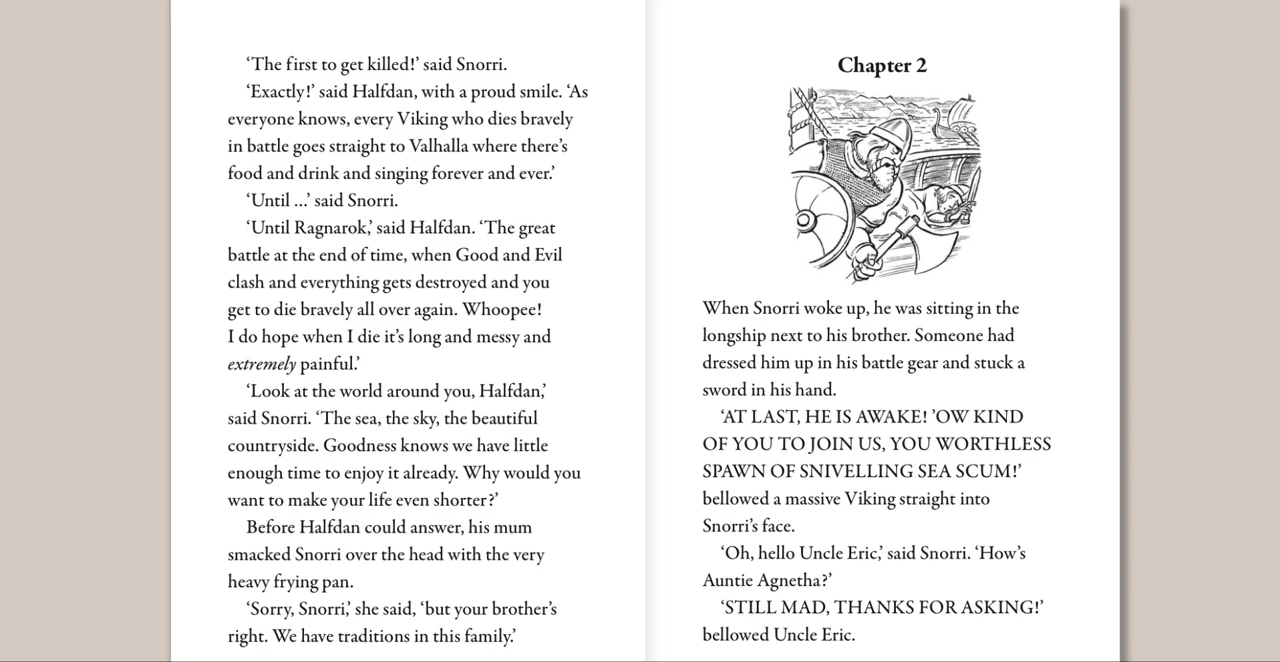 ‘The first to get killed!’ said Snorri.
‘Exactly!’ said Halfdan, with a proud smile. ‘As
everyone knows, every Viking who dies bravely
in battle goes straight to Valhalla where there’s
food and drink and singing forever and ever.’
‘Until ...’ said Snorri.
‘Until Ragnarok,’ said Halfdan. ‘The great
battle at the end of time, when Good and Evil
clash and everything gets destroyed and you
get to die bravely all over again. Whoopee!
I do hope when I die it’s long and messy and
extremely painful.’
‘Look at the world around you, Halfdan,’
said Snorri. ‘The sea, the sky, the beautiful
countryside. Goodness knows we have little
enough time to enjoy it already. Why would you
want to make your life even shorter?’
Before Halfdan could answer, his mum
smacked Snorri over the head with the very
heavy frying pan.
‘Sorry, Snorri,’ she said, ‘but your brother’s
right. We have traditions in this family.’
Chapter 2
When Snorri woke up, he was sitting in the
longship next to his brother. Someone had
dressed him up in his battle gear and stuck a
sword in his hand.
‘AT LAST, HE IS AWAKE! ’OW KIND
OF YOU TO JOIN US, YOU WORTHLESS
SPAWN OF SNIVELLING SEA SCUM!’
bellowed a massive Viking straight into
Snorri’s face.
‘Oh, hello Uncle Eric,’ said Snorri. ‘How’s
Auntie Agnetha?’
‘STILL MAD, THANKS FOR ASKING!’
bellowed Uncle Eric.